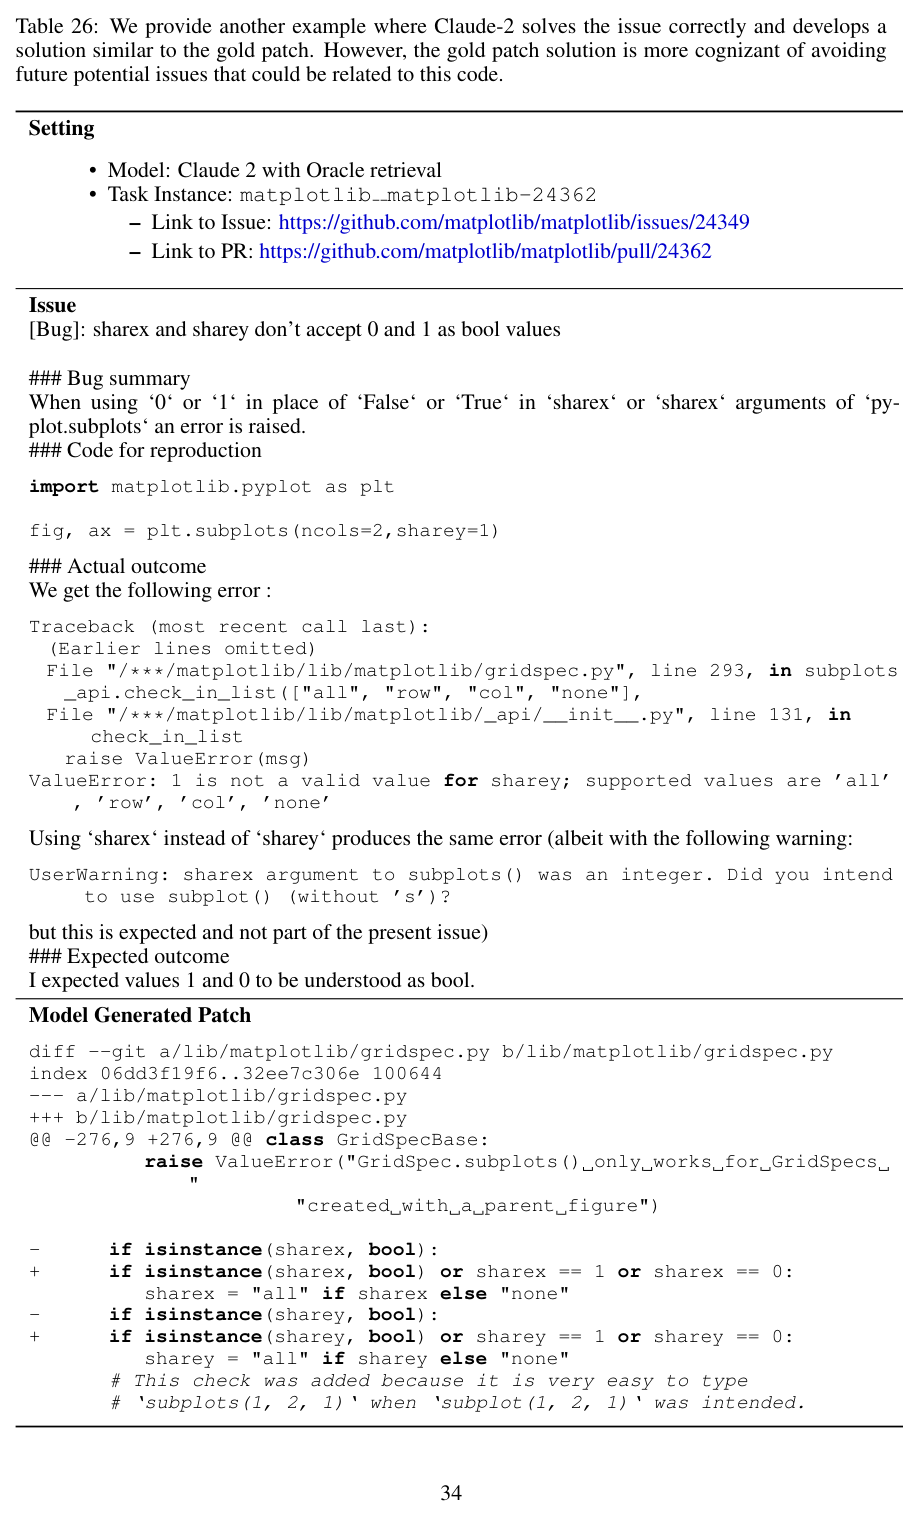 Table 26: We provide another example where Claude-2 solves the issue correctly and develops a
solution similar to the gold patch. However, the gold patch solution is more cognizant of avoiding
future potential issues that could be related to this code.
Setting
• Model: Claude 2 with Oracle retrieval
• Task Instance: matplotlib__matplotlib-24362
– Link to Issue: https://github.com/matplotlib/matplotlib/issues/24349
– Link to PR: https://github.com/matplotlib/matplotlib/pull/24362
Issue
[Bug]: sharex and sharey don't accept 0 and 1 as bool values
### Bug summary
When using `0` or `1` in place of `False` or `True` in `sharex` or `sharex` arguments of `py-
plot.subplots` an error is raised.
### Code for reproduction
import matplotlib.pyplot as plt
fig, ax = plt.subplots(ncols=2,sharey=1)
### Actual outcome
We get the following error :
Traceback (most recent call last):
(Earlier lines omitted)
File "/***/matplotlib/lib/matplotlib/gridspec.py", line 293, in subplots
_api.check_in_list(["all", "row", "col", "none"],
File "/***/matplotlib/lib/matplotlib/_api/__init__.py", line 131, in
check_in_list
raise ValueError(msg)
ValueError: 1 is not a valid value for sharey; supported values are 'all'
, 'row', 'col', 'none'
Using `sharex` instead of `sharey` produces the same error (albeit with the following warning:
UserWarning: sharex argument to subplots() was an integer. Did you intend
to use subplot() (without 's')?
but this is expected and not part of the present issue)
### Expected outcome
I expected values 1 and 0 to be understood as bool.
Model Generated Patch
diff --git a/lib/matplotlib/gridspec.py b/lib/matplotlib/gridspec.py
index 06dd3f19f6..32ee7c306e 100644
--- a/lib/matplotlib/gridspec.py
+++ b/lib/matplotlib/gridspec.py
@@ -276,9 +276,9 @@ class GridSpecBase:
raise ValueError("GridSpec.subplots()␣only␣works␣for␣GridSpecs␣
"
"created␣with␣a␣parent␣figure")
- if isinstance(sharex, bool):
+ if isinstance(sharex, bool) or sharex == 1 or sharex == 0:
sharex = "all" if sharex else "none"
- if isinstance(sharey, bool):
+ if isinstance(sharey, bool) or sharey == 1 or sharey == 0:
sharey = "all" if sharey else "none"
# This check was added because it is very easy to type
# `subplots(1, 2, 1)` when `subplot(1, 2, 1)` was intended.
34